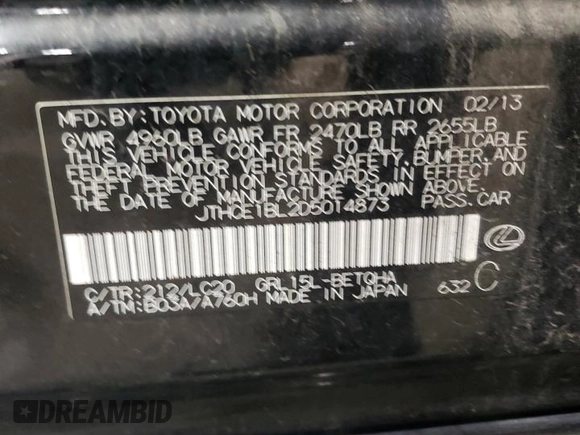 MFD.BY:TOYOTA MOTOR CORPORATION 02/13
GVWR 4960LB GAWR FR 2470LB RR 2655LB
THIS VEHICLE CONFORMS TO ALL APPLICABLE
FEDERAL MOTOR VEHICLE SAFETY,BUMPER,AND
THEFT PREVENTION STANDARDS IN EFFECT ON
THE DATE OF MANUFACTURE SHOWN ABOVE.
JTHCE1BL2D5014873 PASS.CAR
C/TR:212/LC20 GRL15L-BETQHA
A/TM:B03A/A760H MADE IN JAPAN 632 C
DREAMBID